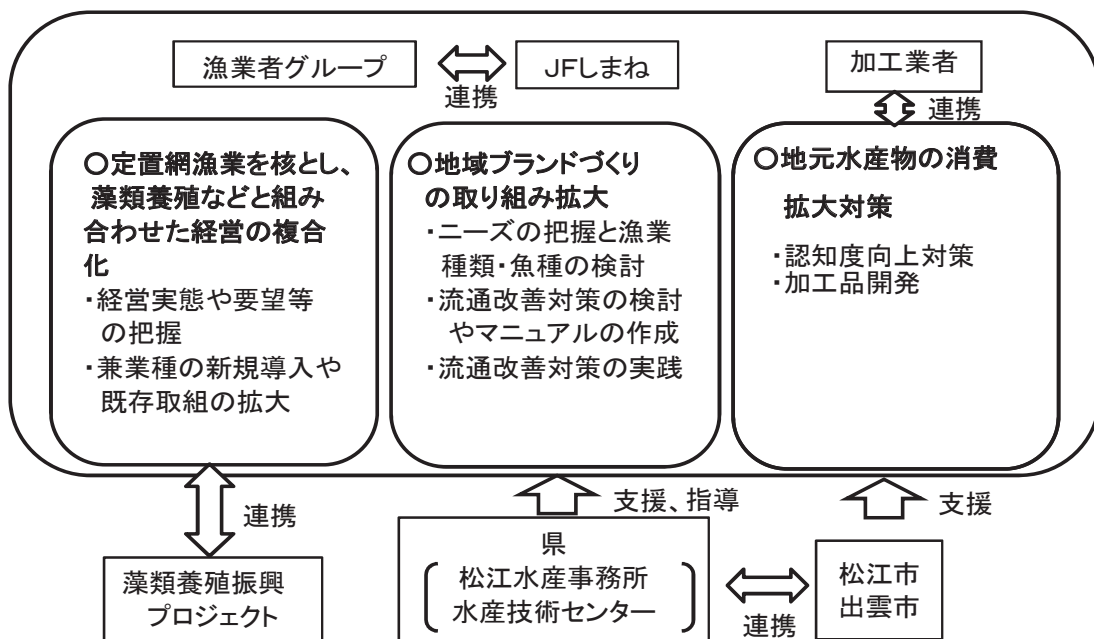 漁業者グループ
連携
JFしまね
加工業者
連携
○定置網漁業を核とし、
藻類養殖などと組み
合わせた経営の複合
化
・経営実態や要望等
の把握
・兼業種の新規導入や
既存取組の拡大
○地域ブランドづくり
の取り組み拡大
・ニーズの把握と漁業
種類・魚種の検討
・流通改善対策の検討
やマニュアルの作成
・流通改善対策の実践
○地元水産物の消費
拡大対策
・認知度向上対策
・加工品開発
連携
支援、指導
支援
藻類養殖振興
プロジェクト
県
松江水産事務所
水産技術センター
連携
松江市
出雲市